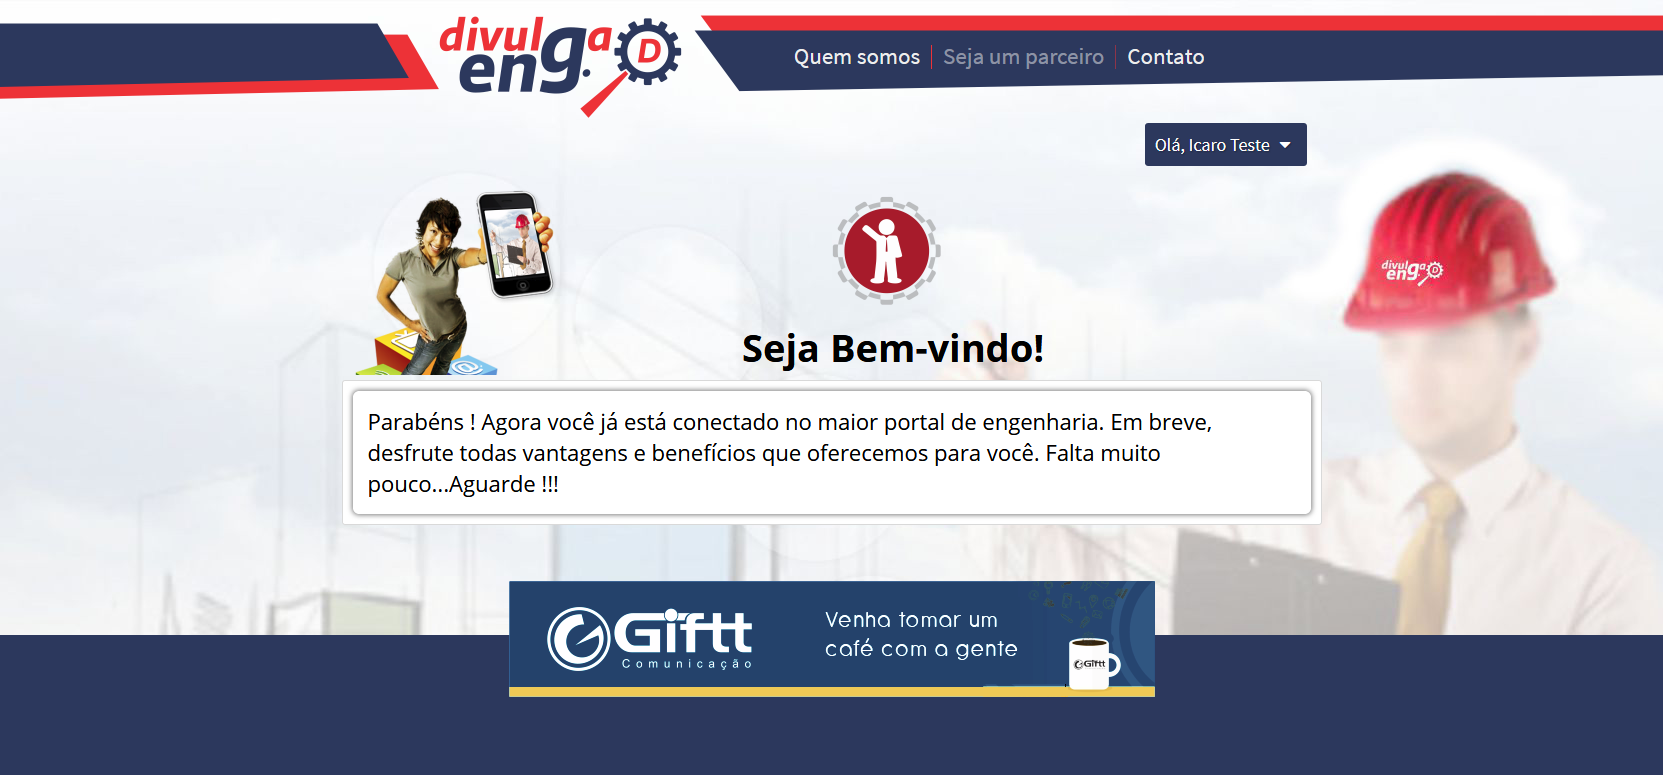 divulga
eng.
D
Quem somos
Seja um parceiro
Contato
Olá, Icaro Teste
divulga
eng.
D
Seja Bem-vindo!
Parabéns ! Agora você já está conectado no maior portal de engenharia. Em breve,
desfrute todas vantagens e benefícios que oferecemos para você. Falta muito
pouco...Aguarde !!!
Giftt
Comunicação
Venha tomar um
café com a gente
Giftt